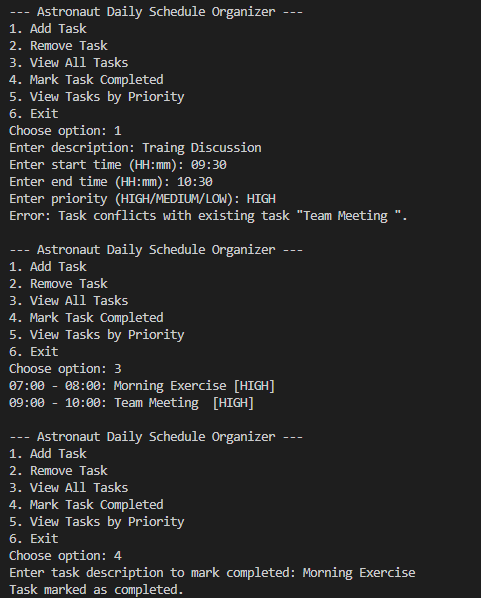 --- Astronaut Daily Schedule Organizer ---
1. Add Task
2. Remove Task
3. View All Tasks
4. Mark Task Completed
5. View Tasks by Priority
6. Exit
Choose option: 1
Enter description: Traing Discussion
Enter start time (HH:mm): 09:30
Enter end time (HH:mm): 10:30
Enter priority (HIGH/MEDIUM/LOW): HIGH
Error: Task conflicts with existing task "Team Meeting ".

--- Astronaut Daily Schedule Organizer ---
1. Add Task
2. Remove Task
3. View All Tasks
4. Mark Task Completed
5. View Tasks by Priority
6. Exit
Choose option: 3
07:00 - 08:00: Morning Exercise [HIGH]
09:00 - 10:00: Team Meeting  [HIGH]

--- Astronaut Daily Schedule Organizer ---
1. Add Task
2. Remove Task
3. View All Tasks
4. Mark Task Completed
5. View Tasks by Priority
6. Exit
Choose option: 4
Enter task description to mark completed: Morning Exercise
Task marked as completed.